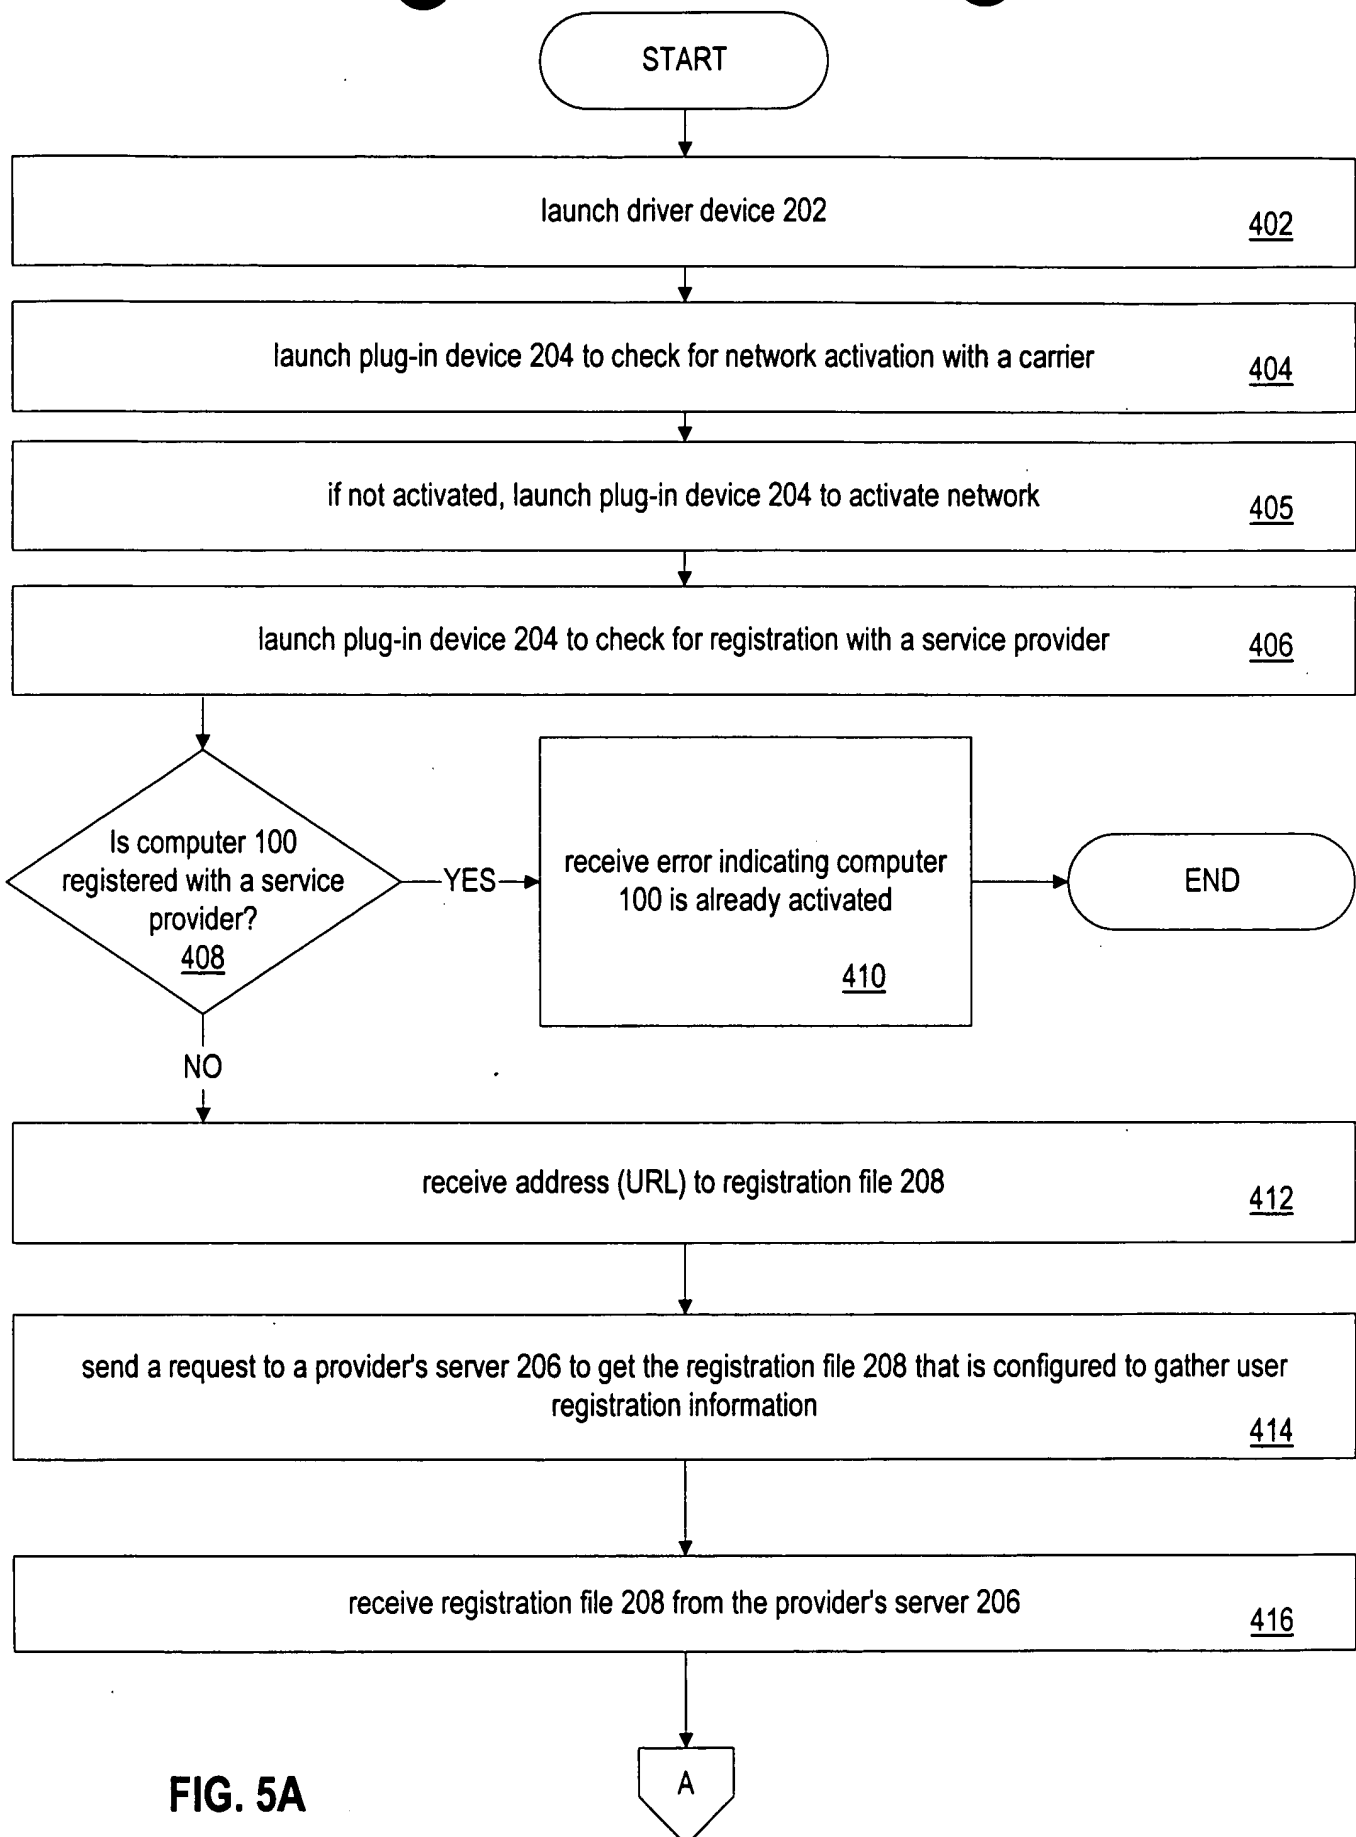 START
launch driver device 202
402
launch plug-in device 204 to check for network activation with a carrier
404
if not activated, launch plug-in device 204 to activate network
405
launch plug-in device 204 to check for registration with a service provider
406
Is computer 100
registered with a service
provider?
408
YES
receive error indicating computer
100 is already activated
410
END
NO
receive address (URL) to registration file 208
412
send a request to a provider's server 206 to get the registration file 208 that is configured to gather user
registration information
414
receive registration file 208 from the provider's server 206
416
A
FIG. 5A